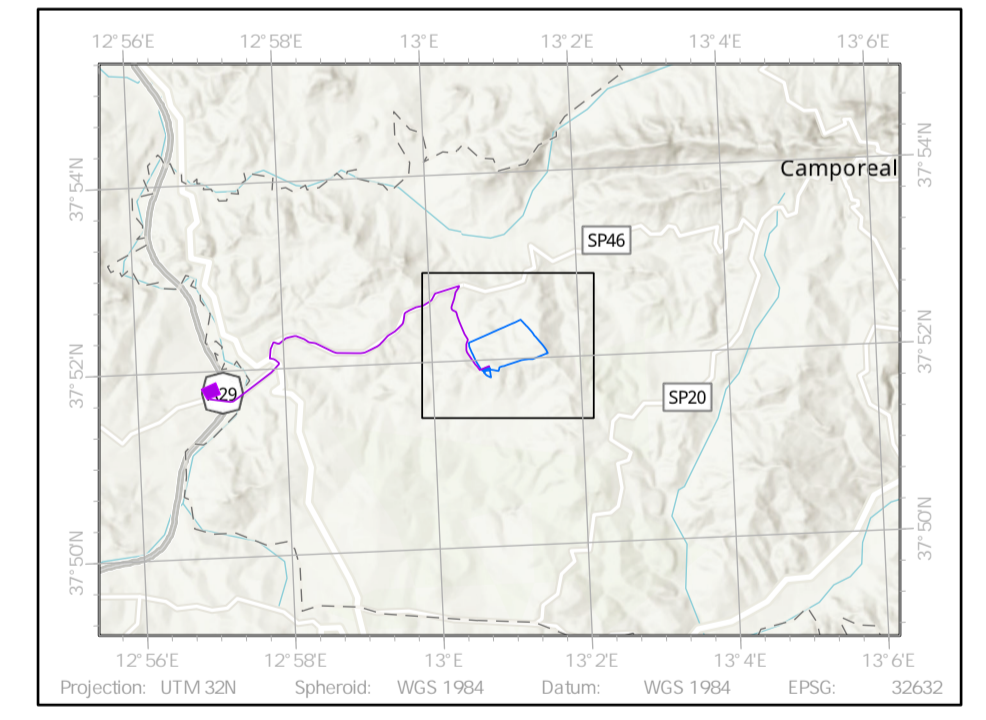 12°56'E 12°58'E 13°E 13°2'E 13°4'E 13°6'E
37°54'N 37°54'N
Camporeal
SP46
37°52'N 37°52'N
29
SP20
37°50'N 37°50'N
12°56'E 12°58'E 13°E 13°2'E 13°4'E 13°6'E
Projection: UTM 32N Spheroid: WGS 1984 Datum: WGS 1984 EPSG: 32632